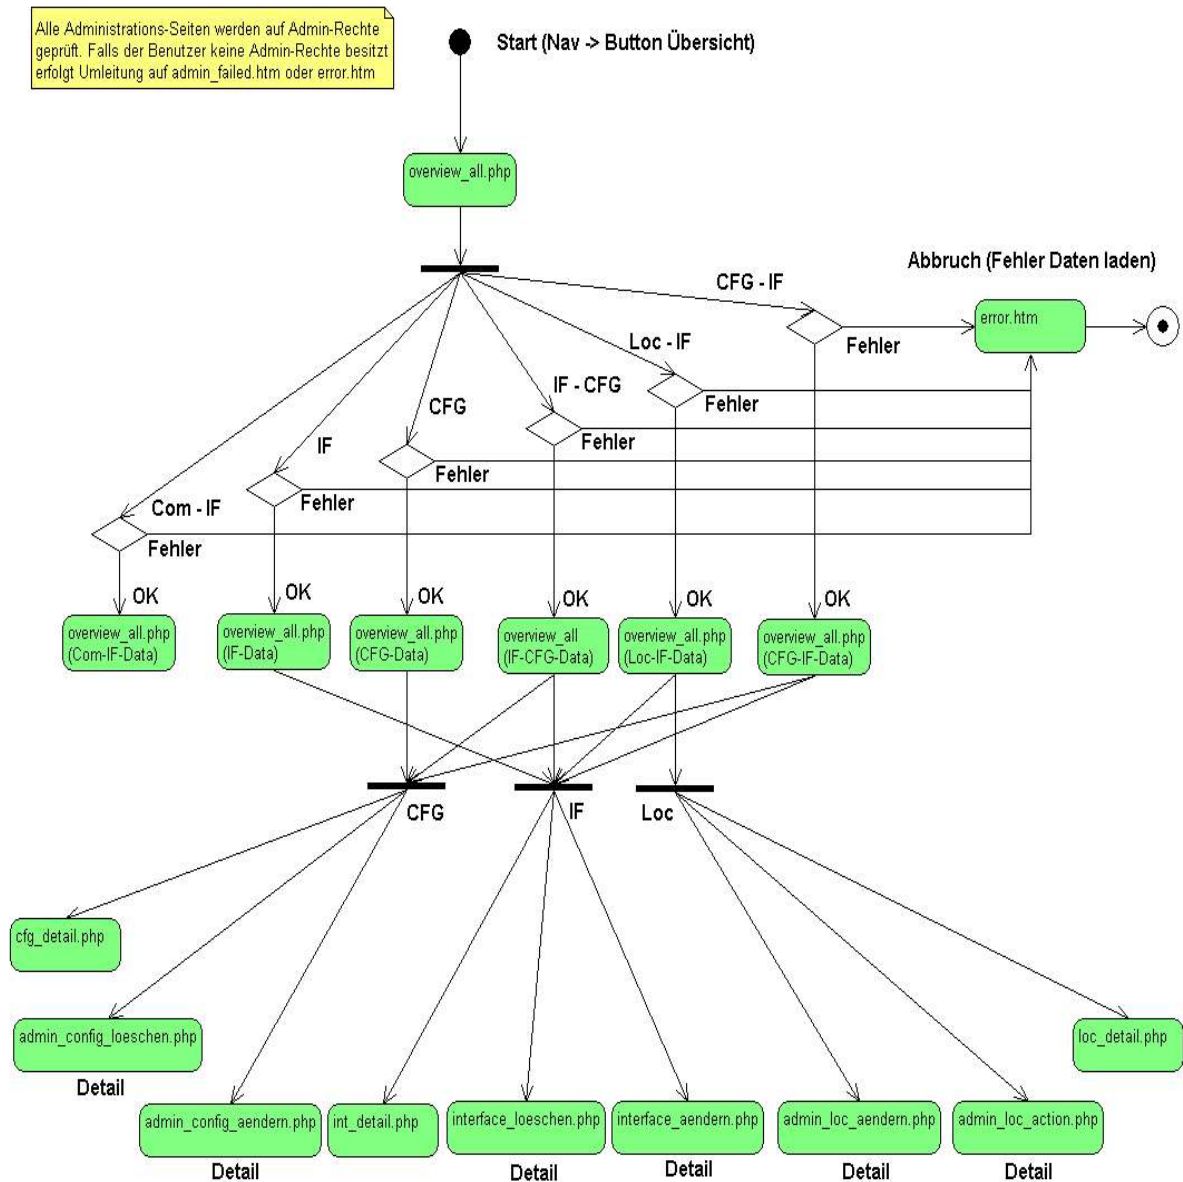 Alle Administrations-Seiten werden auf Admin-Rechte
geprüft. Falls der Benutzer keine Admin-Rechte besitzt
erfolgt Umleitung auf admin_failed.htm oder error.htm
Start (Nav -> Button Übersicht)
overview_all.php
Abbruch (Fehler Daten laden)
CFG - IF
error.htm
Fehler
Loc - IF
Fehler
IF - CFG
Fehler
CFG
Fehler
IF
Fehler
Com - IF
Fehler
OK
OK
OK
OK
OK
OK
overview_all.php
(Com-IF-Data)
overview_all.php
(IF-Data)
overview_all.php
(CFG-Data)
overview_all
(IF-CFG-Data)
overview_all.php
(Loc-IF-Data)
overview_all.php
(CFG-IF-Data)
CFG
IF
Loc
cfg_detail.php
admin_config_loeschen.php
Detail
loc_detail.php
admin_config_aendern.php
Detail
int_detail.php
interface_loeschen.php
Detail
interface_aendern.php
Detail
admin_loc_aendern.php
Detail
admin_loc_action.php
Detail